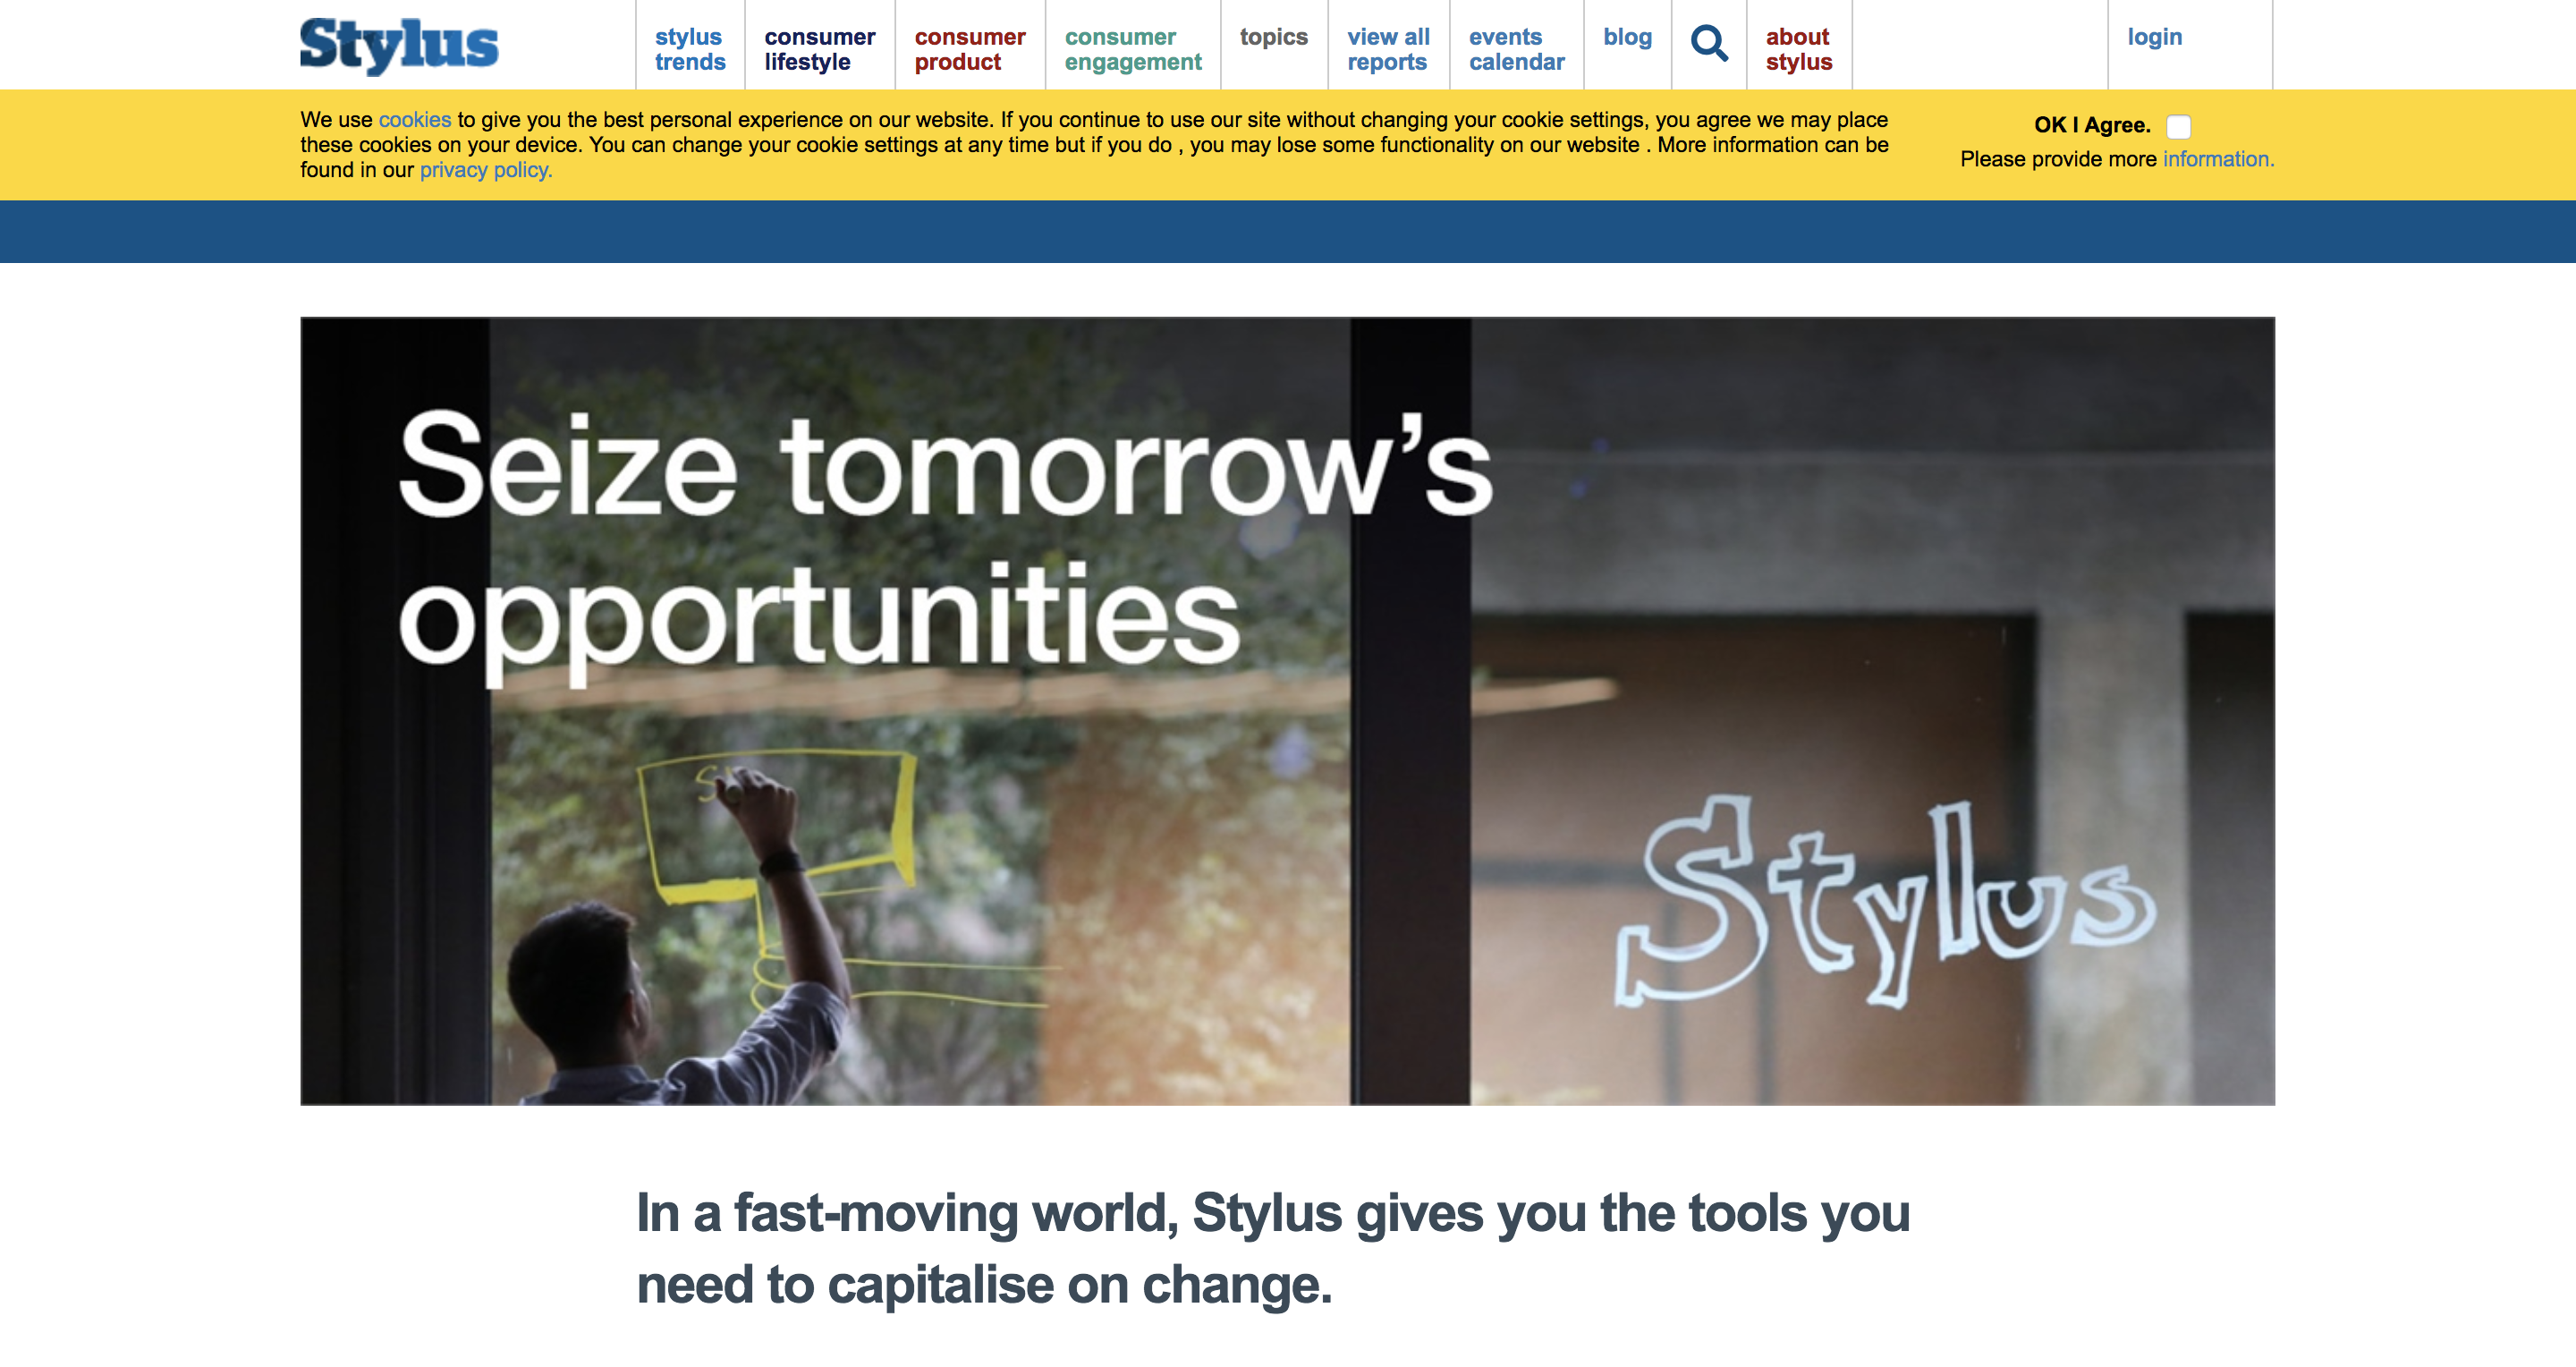 Stylus
stylus
trends
consumer
lifestyle
consumer
product
consumer
engagement
topics
view all
reports
events
calendar
blog
about
stylus
login
We use cookies to give you the best personal experience on our website. If you continue to use our site without changing your cookie settings, you agree we may place
these cookies on your device. You can change your cookie settings at any time but if you do , you may lose some functionality on our website . More information can be
found in our privacy policy.
OK I Agree.
Please provide more information.
Seize tomorrow’s
opportunities
Stylus
In a fast-moving world, Stylus gives you the tools you
need to capitalise on change.